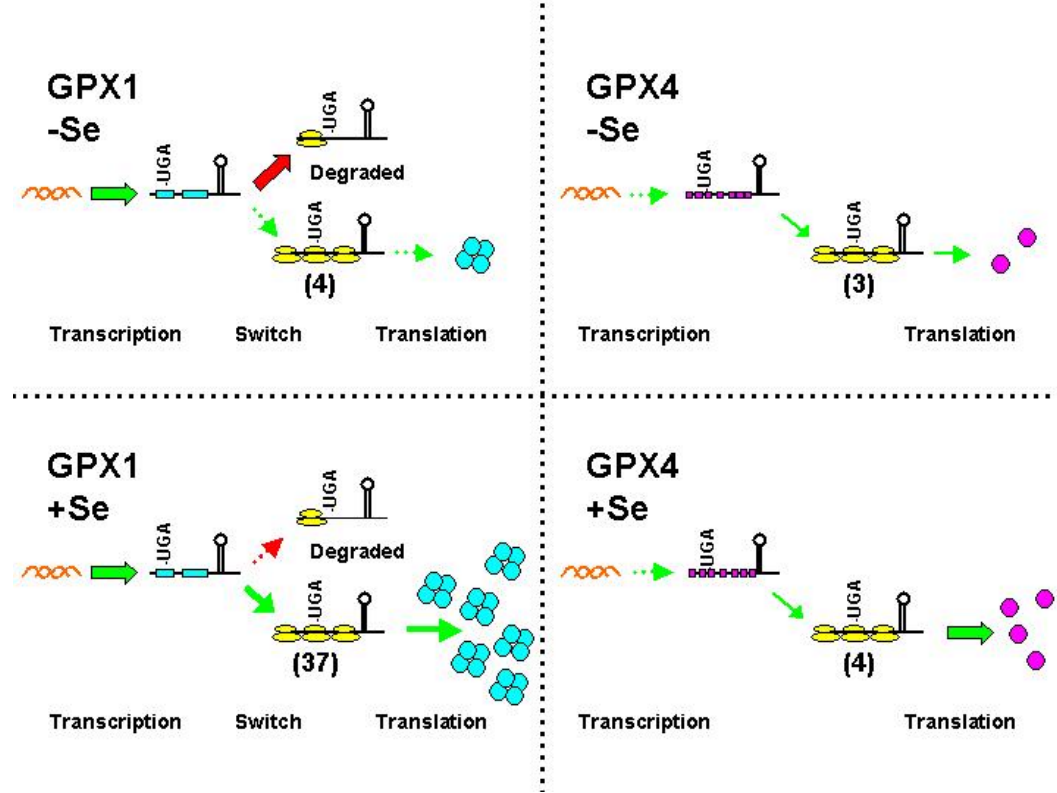 GPX1
-Se
-UGA
-UGA
Degraded
-UGA
(4)
Transcription Switch Translation
GPX4
-Se
-UGA
-UGA
(3)
Transcription Translation
GPX1
+Se
-UGA
-UGA
Degraded
-UGA
(37)
Transcription Switch Translation
GPX4
+Se
-UGA
-UGA
(4)
Transcription Translation